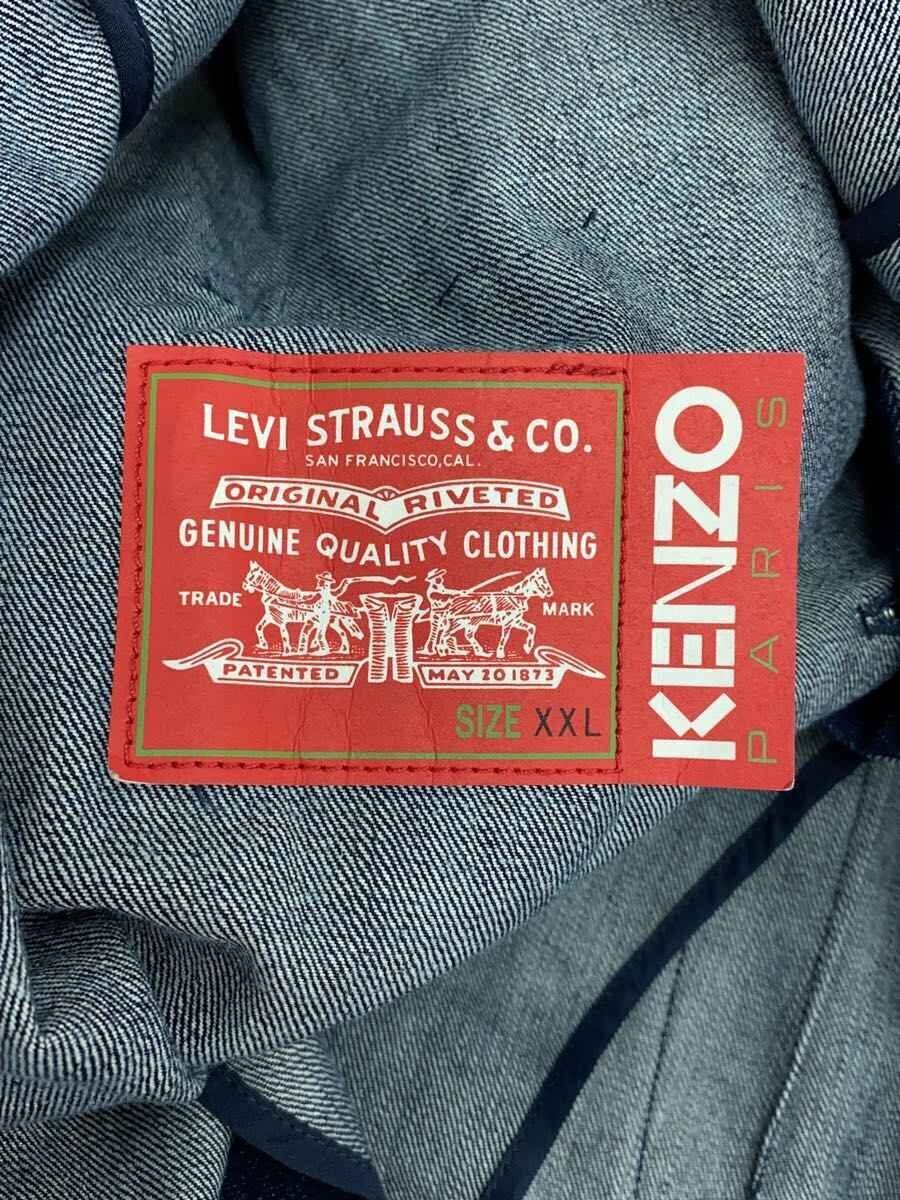 LEVI STRAUSS & CO.
SAN FRANCISCO, CAL.
ORIGINAL RIVETED
GENUINE QUALITY CLOTHING
TRADE MARK
PATENTED MAY 20 1873
SIZE XXL
KENZO
PARIS